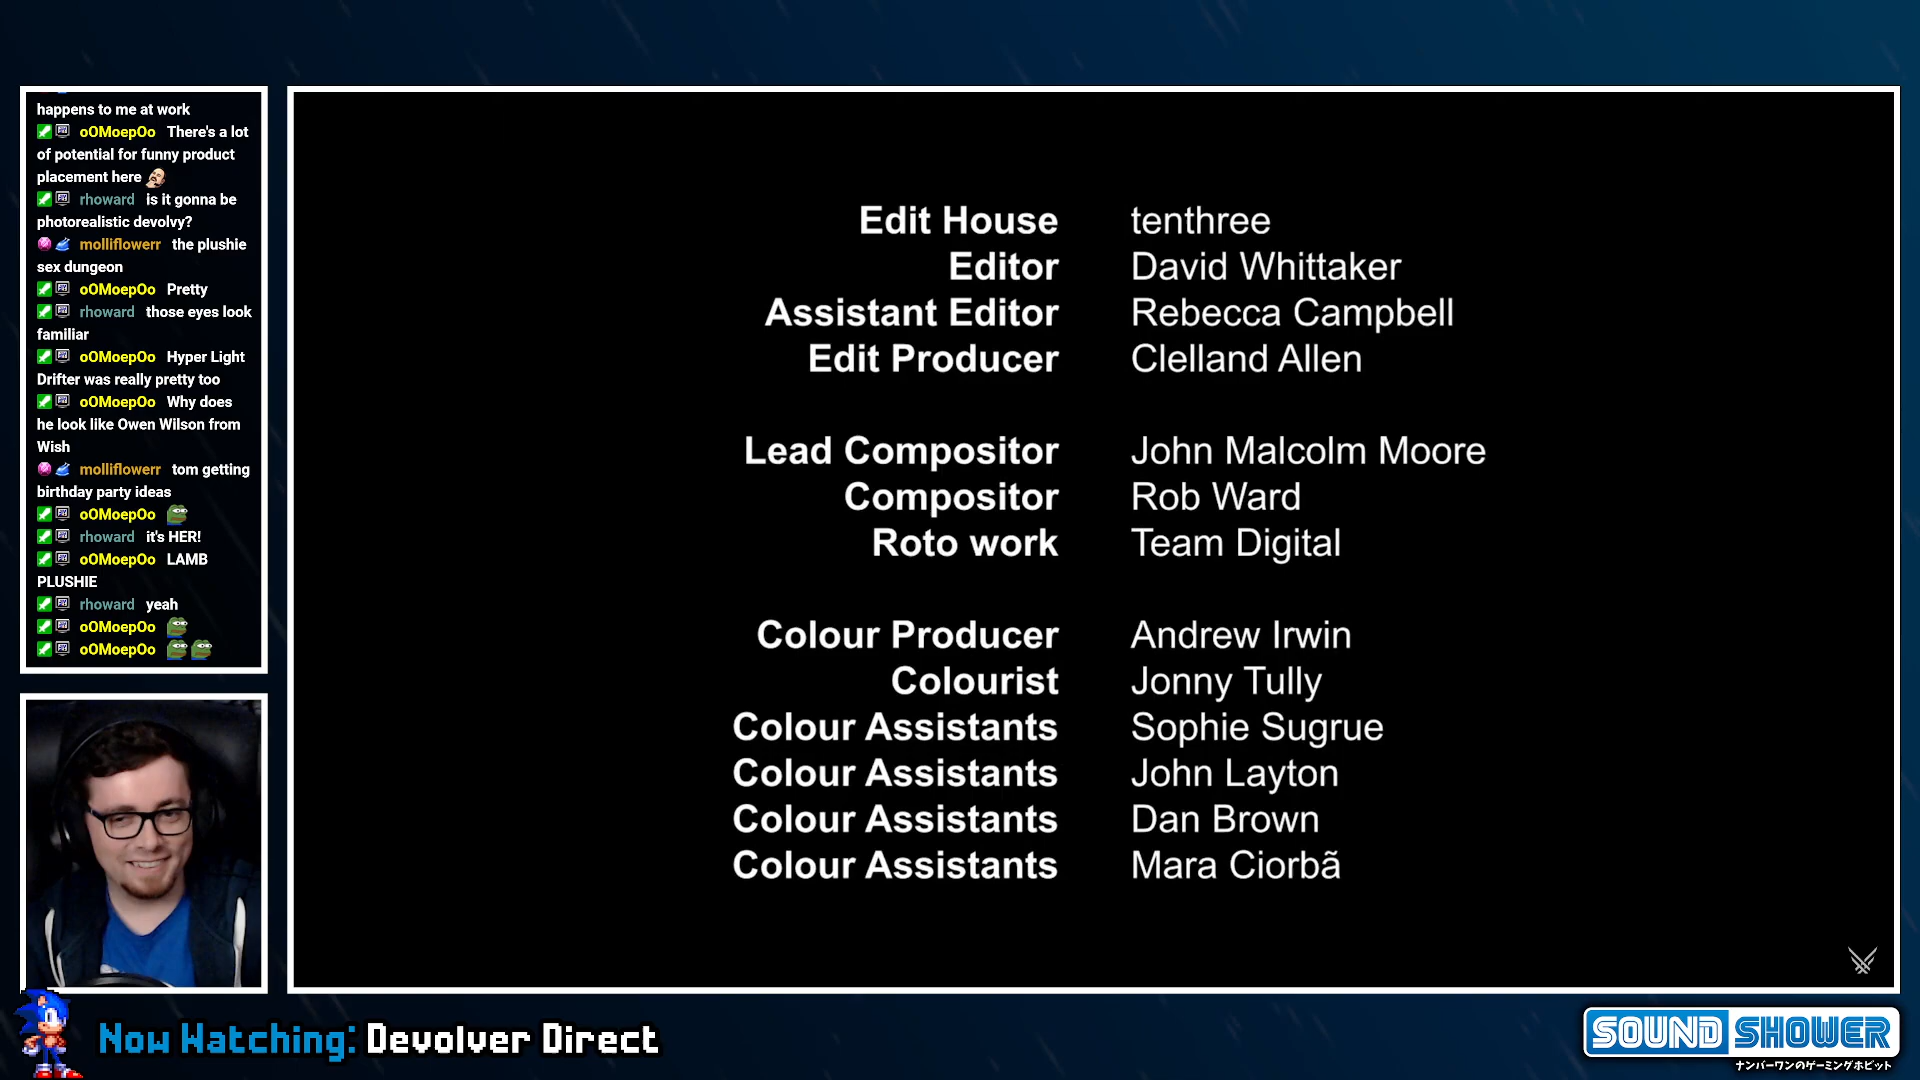 happens to me at work
oOMoepOo There's a lot
of potential for funny product
placement here
rhoward is it gonna be
photorealistic devolvy?
molliflowerr the plushie
sex dungeon
oOMoepOo Pretty
rhoward those eyes look
familiar
oOMoepOo Hyper Light
Drifter was really pretty too
oOMoepOo Why does
he look like Owen Wilson from
Wish
molliflowerr tom getting
birthday party ideas
oOMoepOo
rhoward it's HER!
oOMoepOo LAMB
PLUSHIE
rhoward yeah
oOMoepOo
oOMoepOo
Edit House tenthree
Editor David Whittaker
Assistant Editor Rebecca Campbell
Edit Producer Clelland Allen
Lead Compositor John Malcolm Moore
Compositor Rob Ward
Roto work Team Digital
Colour Producer Andrew Irwin
Colourist Jonny Tully
Colour Assistants Sophie Sugrue
Colour Assistants John Layton
Colour Assistants Dan Brown
Colour Assistants Mara Ciorbã
Now Watching: Devolver Direct
SOUND SHOWER
ナンバーワンのゲーミングホビット